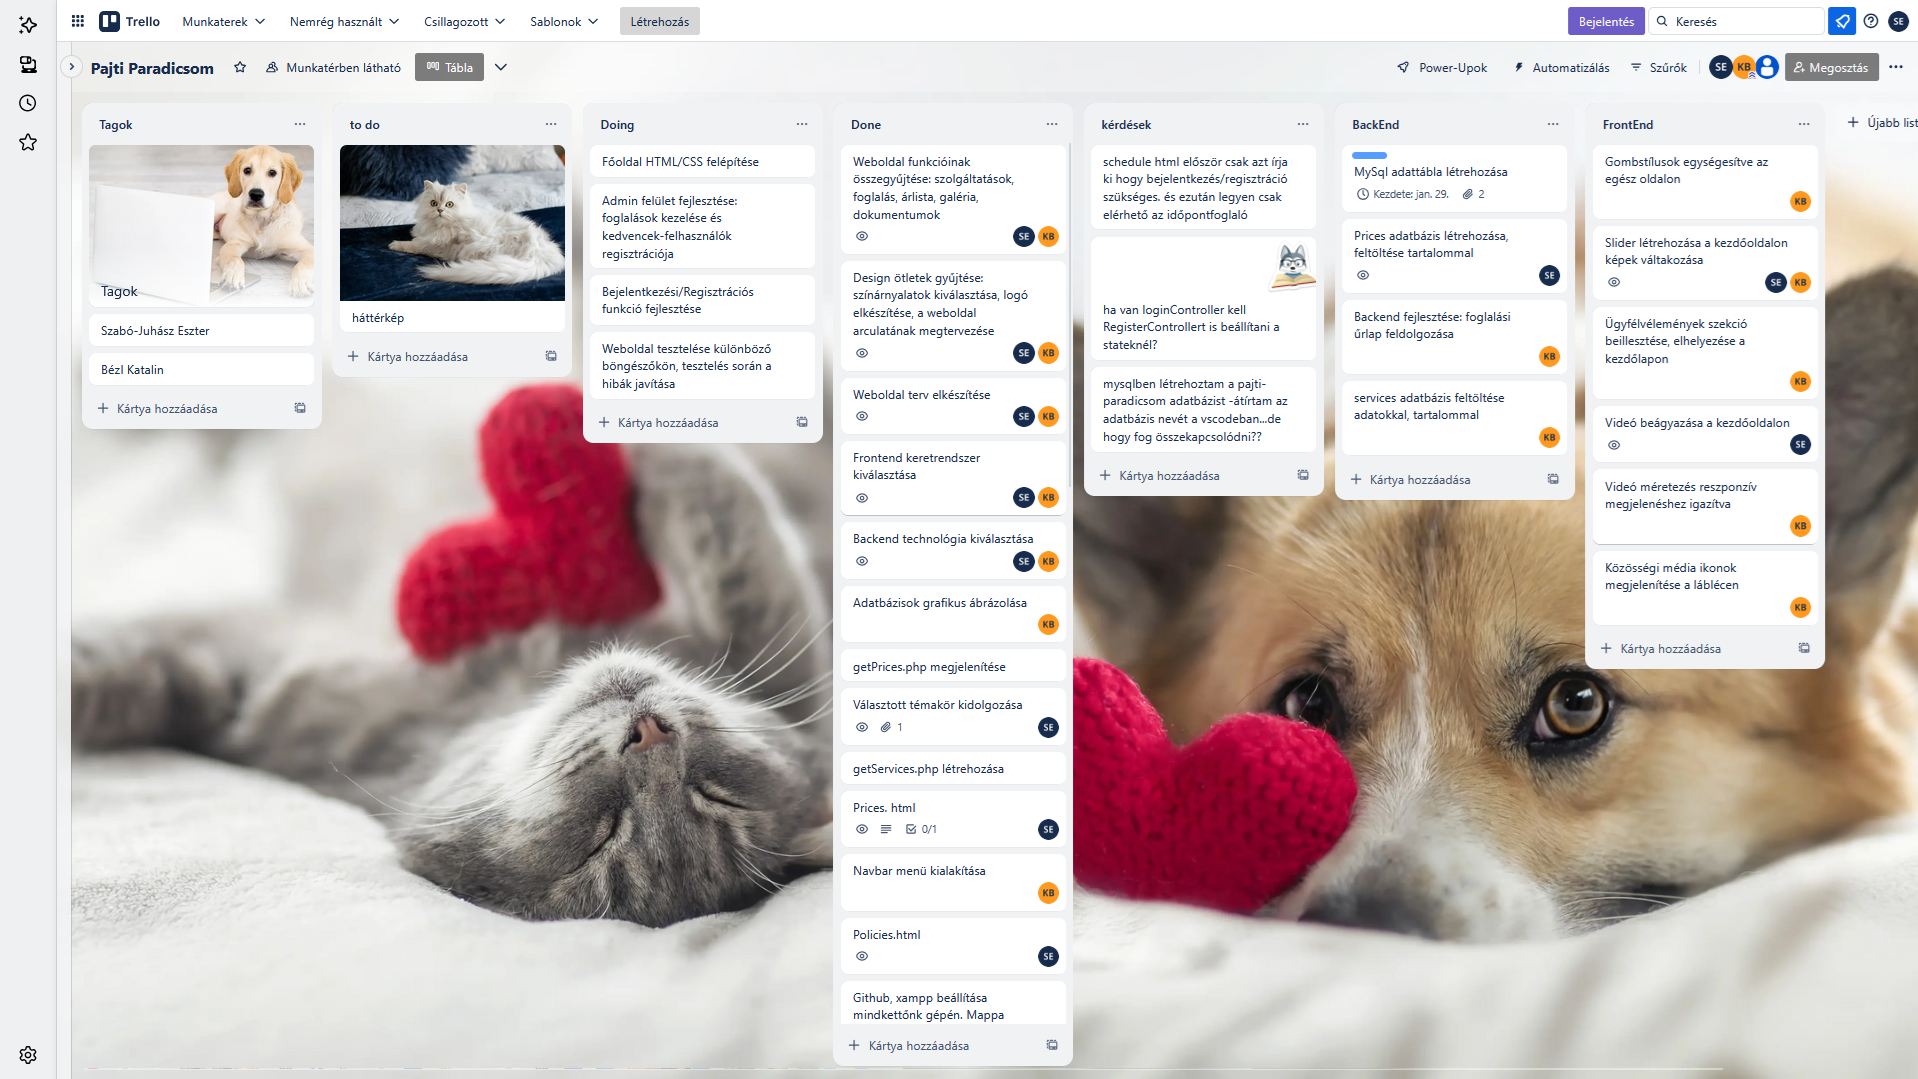 Trello
Munkaterek
Nemrég használt
Csillagozott
Sablonok
Létrehozás
Bejelentés
Keresés
SE
Pajti Paradicsom
Munkatérben látható
Tábla
Power-Upok
Automatizálás
Szűrők
SE
KB
Megosztás
Tagok
Tagok
Szabó-Juhász Eszter
Bézl Katalin
Kártya hozzáadása
to do
háttérkép
Kártya hozzáadása
Doing
Főoldal HTML/CSS felépítése
Admin felület fejlesztése:
foglalások kezelése és
kedvencek-felhasználók
regisztrációja
Bejelentkezési/Regisztrációs
funkció fejlesztése
Weboldal tesztelése különböző
böngészőkön, tesztelés során a
hibák javítása
Kártya hozzáadása
Done
Weboldal funkcióinak
összegyűjtése: szolgáltatások,
foglalás, árlista, galéria,
dokumentumok
SE KB
Design ötletek gyűjtése:
színárnyalatok kiválasztása, logó
elkészítése, a weboldal
arculatának megtervezése
SE KB
Weboldal terv elkészítése
SE KB
Frontend keretrendszer
kiválasztása
SE KB
Backend technológia kiválasztása
SE KB
Adatbázisok grafikus ábrázolása
KB
getPrices.php megjelenítése
Választott témakör kidolgozása
1 SE
getServices.php létrehozása
Prices. html
0/1 SE
Navbar menü kialakítása
KB
Policies.html
SE
Github, xampp beállítása
mindkettőnk gépén. Mappa
Kártya hozzáadása
kérdések
schedule html először csak azt írja
ki hogy bejelentkezés/regisztráció
szükséges. és ezután legyen csak
elérhető az időpontfoglaló
ha van loginController kell
RegisterControllert is beállítani a
stateknél?
mysqlben létrehoztam a pajti-
paradicsom adatbázist -átírtam az
adatbázis nevét a vscodeban...de
hogy fog összekapcsolódni??
Kártya hozzáadása
BackEnd
MySql adattábla létrehozása
Kezdete: jan. 29. 2
Prices adatbázis létrehozása,
feltöltése tartalommal
SE
Backend fejlesztése: foglalási
űrlap feldolgozása
KB
services adatbázis feltöltése
adatokkal, tartalommal
KB
Kártya hozzáadása
FrontEnd
Gombstílusok egységesítve az
egész oldalon
KB
Slider létrehozása a kezdőoldalon
képek váltakozása
SE KB
Ügyfélvélemények szekció
beillesztése, elhelyezése a
kezdőlapon
KB
Videó beágyazása a kezdőoldalon
SE
Videó méretezés reszponzív
megjelenéshez igazítva
KB
Közösségi média ikonok
megjelenítése a láblécen
KB
Kártya hozzáadása
Újabb list